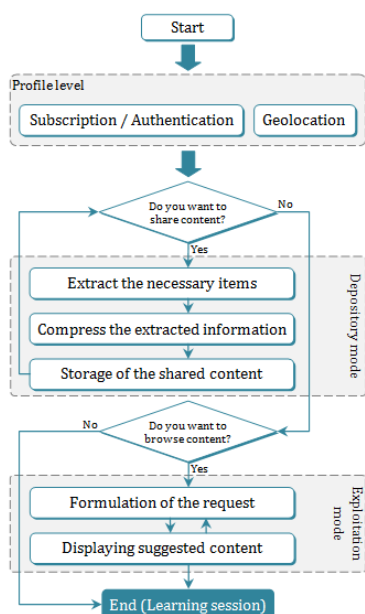 Start
Profile level
Subscription / Authentication
Geolocation
Do you want to
share content?
No
Yes
Extract the necessary items
Compress the extracted information
Storage of the shared content
Depository mode
No
Do you want to
browse content?
Yes
Formulation of the request
Displaying suggested content
Exploitation
mode
End (Learning session)